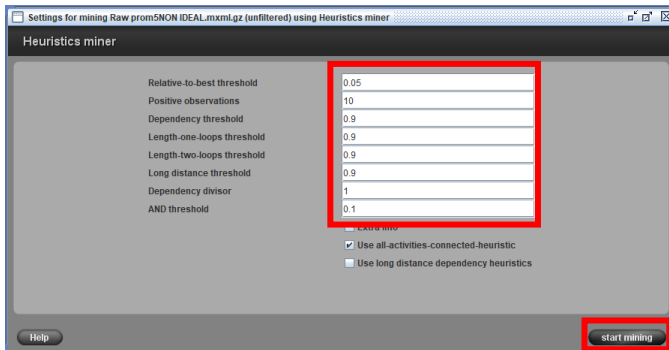 Settings for mining Raw prom5NON IDEAL.mxml.gz (unfiltered) using Heuristics miner
Heuristics miner
Relative-to-best threshold 0.05
Positive observations 10
Dependency threshold 0.9
Length-one-loops threshold 0.9
Length-two-loops threshold 0.9
Long distance threshold 0.9
Dependency divisor 1
AND threshold 0.1
Extra info
Use all-activities-connected-heuristic
Use long distance dependency heuristics
Help start mining